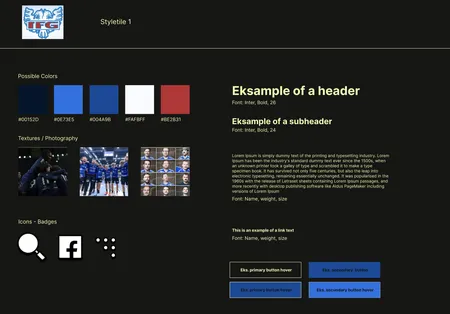 IFG
Styletile 1
Possible Colors
#00152D
#0E73E5
#004A9B
#FAFBFF
#BE2B31
Textures / Photography
Icons - Badges
Eksample of a header
Font: Inter, Bold, 26
Eksample of a subheader
Font: Inter, Bold, 24
Lorem Ipsum is simply dummy text of the printing and typesetting industry. Lorem
Ipsum has been the industry's standard dummy text ever since the 1500s, when
an unknown printer took a galley of type and scrambled it to make a type
specimen book. It has survived not only five centuries, but also the leap into
electronic typesetting, remaining essentially unchanged. It was popularised in the
1960s with the release of Letraset sheets containing Lorem Ipsum passages, and
more recently with desktop publishing software like Aldus PageMaker including
versions of Lorem Ipsum
Font: Name, weight, size
This is an example of a link text
Font: Name, weight, size
Eks. primary button hover
Eks. secondary button
Eks. primary button hover
Eks. secondary button hover